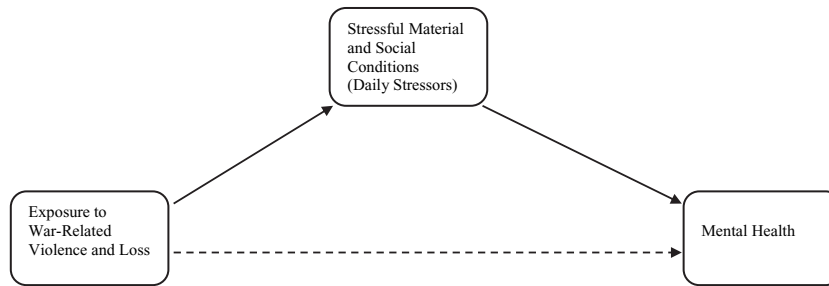 Stressful Material
and Social
Conditions
(Daily Stressors)
Exposure to
War-Related
Violence and Loss
Mental Health